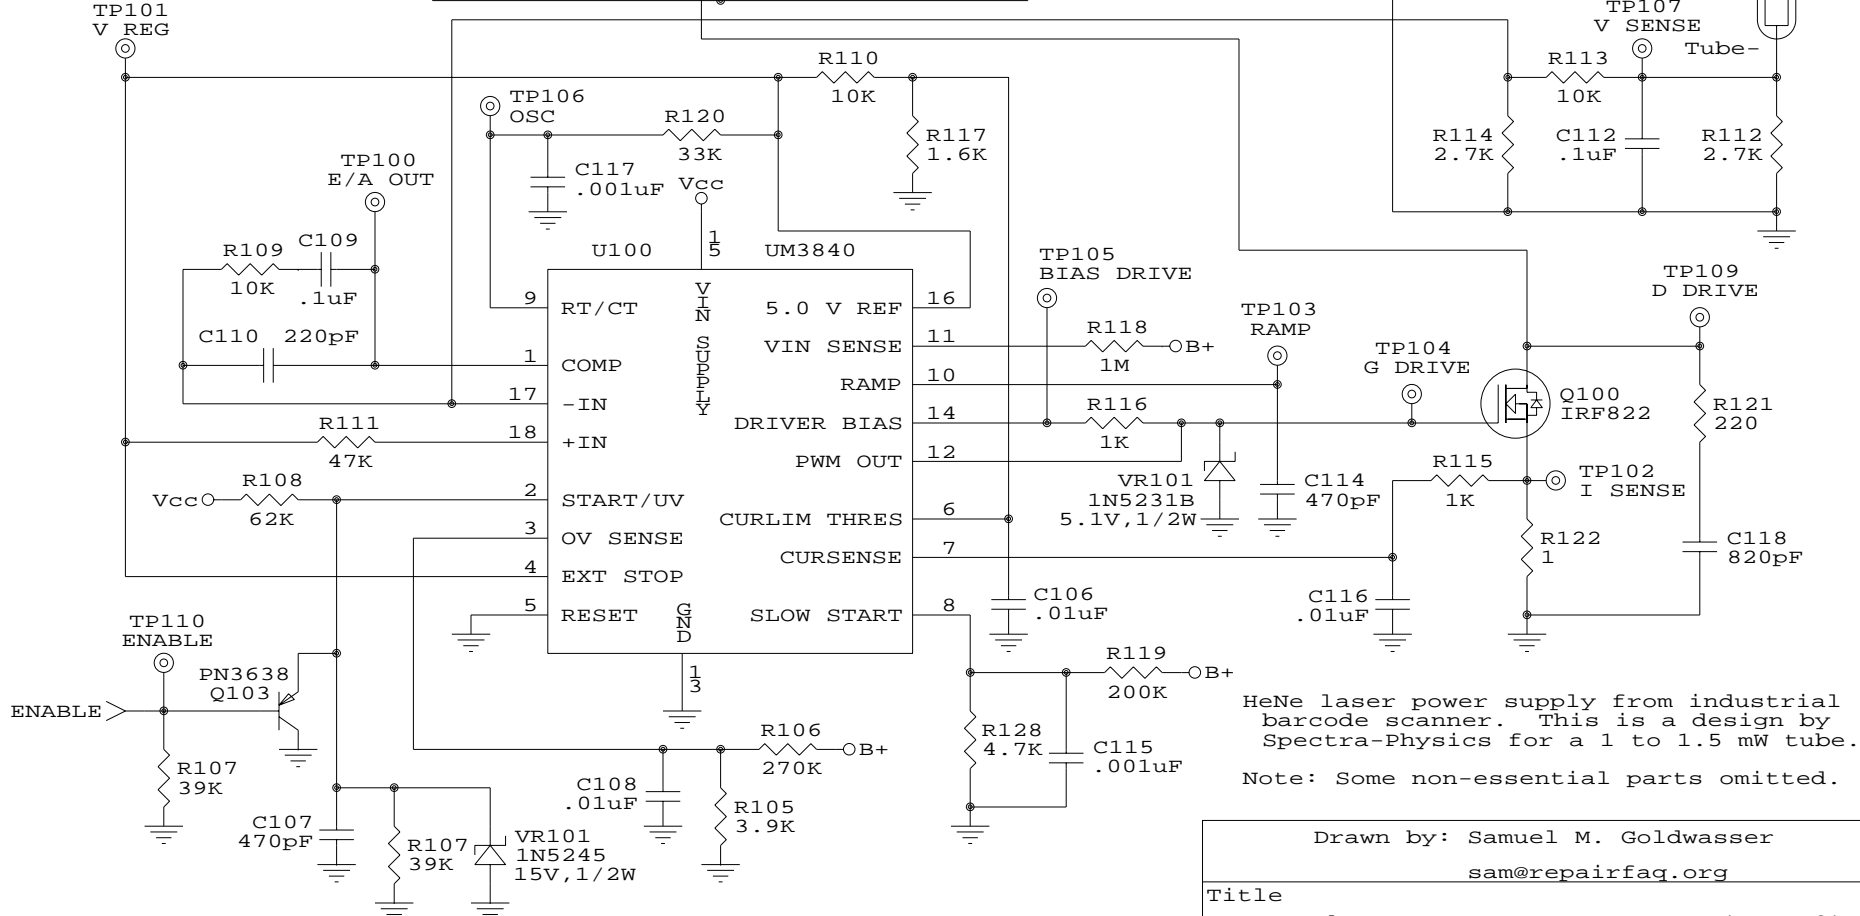 TP101
V REG
TP107
V SENSE
Tube-
R110
10K
R113
10K
TP106
OSC
R120
33K
R117
1.6K
R114
2.7K
C112
.1uF
R112
2.7K
TP100
E/A OUT
C117
.001uF
Vcc
R109
10K
C109
.1uF
U100
15
UM3840
TP105
BIAS DRIVE
TP109
D DRIVE
C110
220pF
9
RT/CT
VIN SUPPLY
5.0 V REF
16
TP103
RAMP
VIN SENSE
11
R118
1M
B+
1
COMP
TP104
G DRIVE
RAMP
10
17
-IN
Q100
IRF822
R121
220
R111
47K
18
+IN
DRIVER BIAS
14
R116
1K
PWM OUT
12
VR101
1N5231B
5.1V,1/2W
C114
470pF
R115
1K
TP102
I SENSE
Vcc
R108
62K
2
START/UV
CURLIM THRES
6
3
OV SENSE
CURSENSE
7
R122
1
C118
820pF
4
EXT STOP
C106
.01uF
C116
.01uF
5
RESET
GND
SLOW START
8
TP110
ENABLE
PN3638
Q103
13
R119
200K
B+
ENABLE
HeNe laser power supply from industrial
barcode scanner. This is a design by
Spectra-Physics for a 1 to 1.5 mW tube.
R106
270K
B+
R128
4.7K
C115
.001uF
R107
39K
C108
.01uF
R105
3.9K
Note: Some non-essential parts omitted.
C107
470pF
R107
39K
VR101
1N5245
15V,1/2W
Drawn by: Samuel M. Goldwasser
sam@repairfaq.org
Title